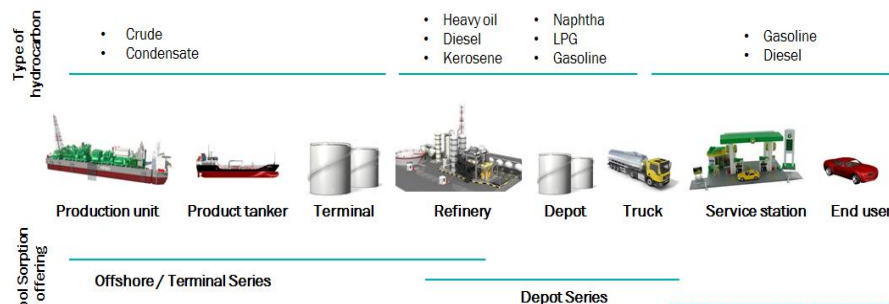 Type of
hydrocarbon
• Crude
• Condensate
• Heavy oil
• Diesel
• Kerosene
• Naphtha
• LPG
• Gasoline
• Gasoline
• Diesel
Production unit
Product tanker
Terminal
Refinery
Depot
Truck
Service station
End user
Sorption
offering
Offshore / Terminal Series
Depot Series